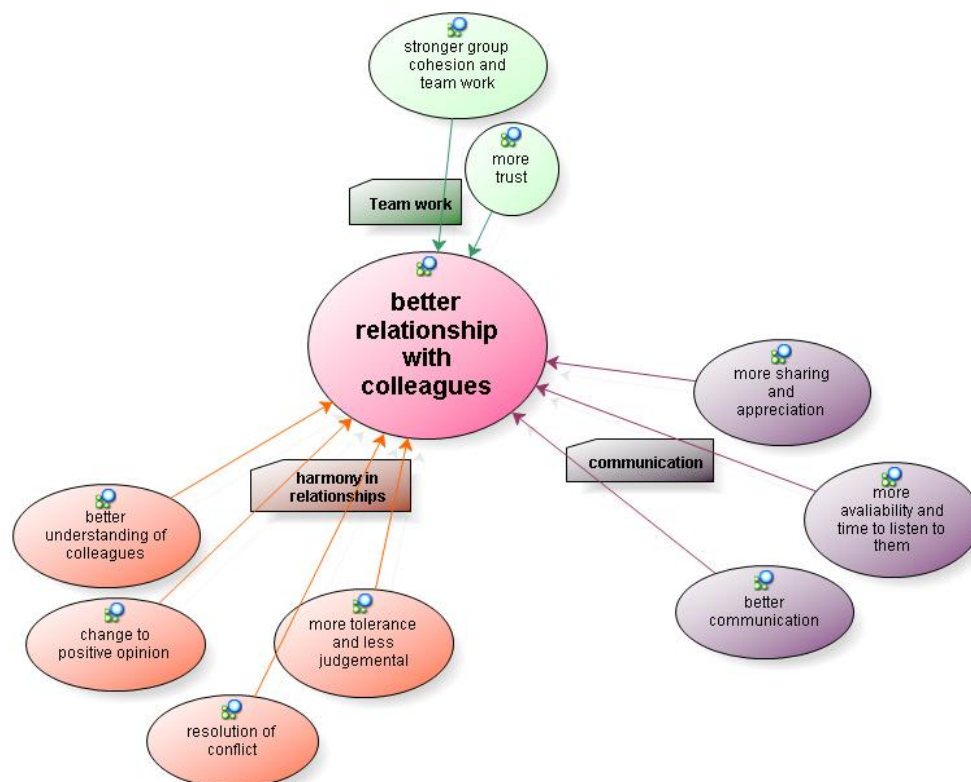 stronger group
cohesion and
team work
more
trust
Team work
better
relationship
with
colleagues
more sharing
and
appreciation
communication
harmony in
relationships
more
avaliability and
time to listen to
them
better
understanding of
colleagues
better
communication
change to
positive opinion
more tolerance
and less
judgemental
resolution of
conflict